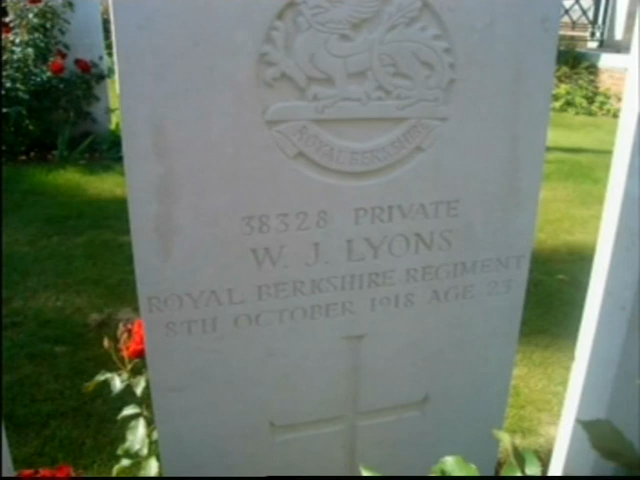 ROYAL BERKSHIRE
38328 PRIVATE
W. J. LYONS
ROYAL BERKSHIRE REGIMENT
8TH OCTOBER 1918 AGE 23